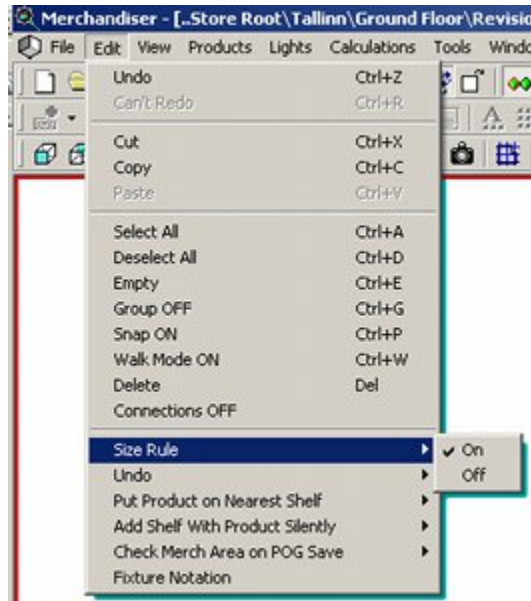 Merchandiser - [..Store Root\Tallinn\Ground Floor\Revisio
File Edit View Products Lights Calculations Tools Windo
Undo Ctrl+Z
Can't Redo Ctrl+R
Cut Ctrl+X
Copy Ctrl+C
Paste Ctrl+V
Select All Ctrl+A
Deselect All Ctrl+D
Empty Ctrl+E
Group OFF Ctrl+G
Snap ON Ctrl+P
Walk Mode ON Ctrl+W
Delete Del
Connections OFF
Size Rule On
Undo Off
Put Product on Nearest Shelf
Add Shelf With Product Silently
Check Merch Area on POG Save
Fixture Notation